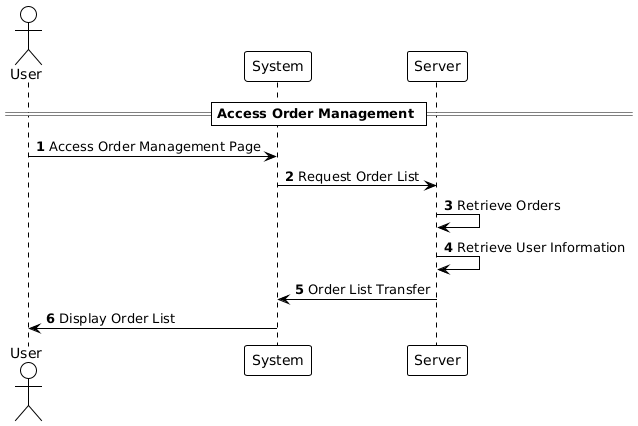 User
System
Server
Access Order Management
1 Access Order Management Page
2 Request Order List
3 Retrieve Orders
4 Retrieve User Information
5 Order List Transfer
6 Display Order List
User
System
Server